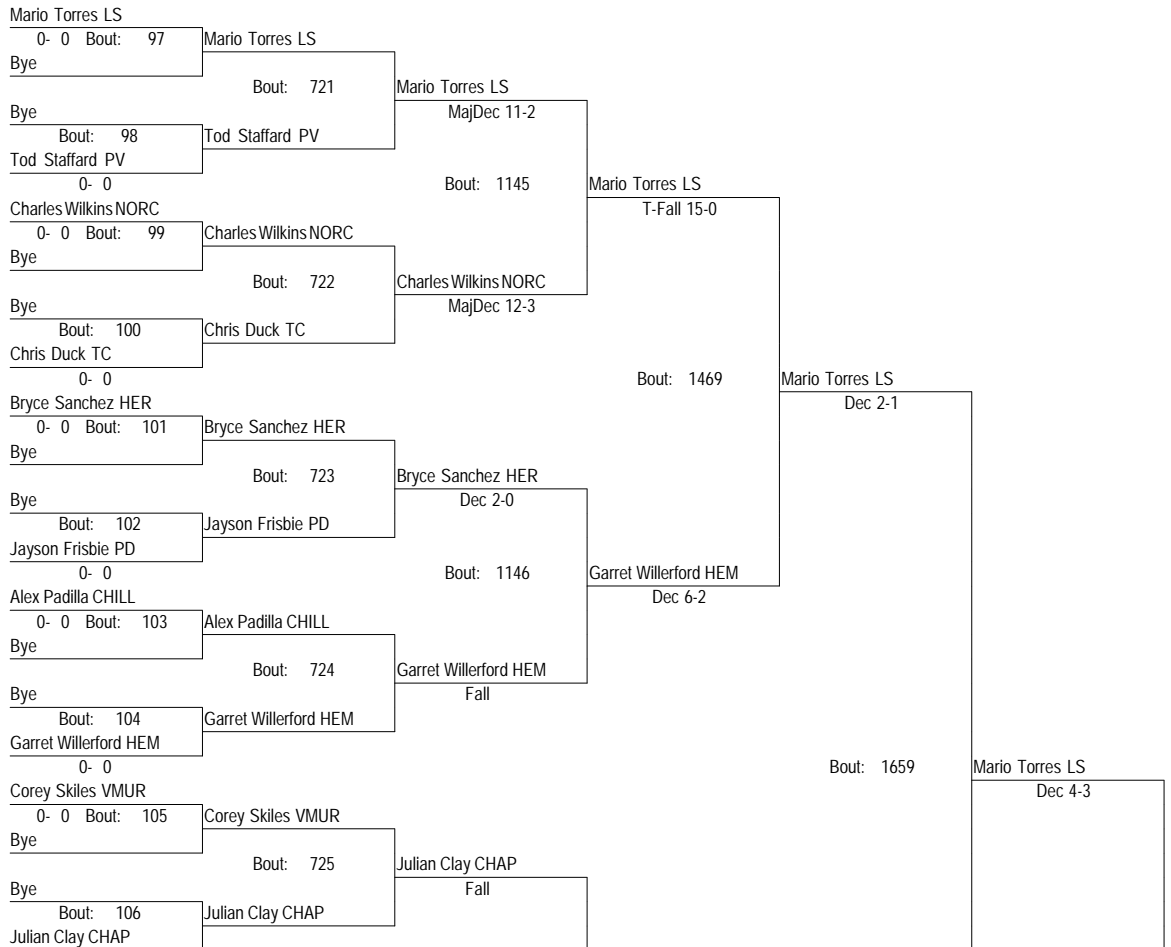 Mario Torres LS
0- 0 Bout: 97 Mario Torres LS
Bye
Bout: 721 Mario Torres LS
Bye MajDec 11-2
Bout: 98 Tod Staffard PV
Tod Staffard PV
0- 0 Bout: 1145 Mario Torres LS
Charles Wilkins NORC T-Fall 15-0
0- 0 Bout: 99 Charles Wilkins NORC
Bye
Bout: 722 Charles Wilkins NORC
Bye MajDec 12-3
Bout: 100 Chris Duck TC
Chris Duck TC
0- 0 Bout: 1469 Mario Torres LS
Bryce Sanchez HER Dec 2-1
0- 0 Bout: 101 Bryce Sanchez HER
Bye
Bout: 723 Bryce Sanchez HER
Bye Dec 2-0
Bout: 102 Jayson Frisbie PD
Jayson Frisbie PD
0- 0 Bout: 1146 Garret Willerford HEM
Alex Padilla CHILL Dec 6-2
0- 0 Bout: 103 Alex Padilla CHILL
Bye
Bout: 724 Garret Willerford HEM
Bye Fall
Bout: 104 Garret Willerford HEM
Garret Willerford HEM
0- 0 Bout: 1659 Mario Torres LS
Corey Skiles VMUR Dec 4-3
0- 0 Bout: 105 Corey Skiles VMUR
Bye
Bout: 725 Julian Clay CHAP
Bye Fall
Bout: 106 Julian Clay CHAP
Julian Clay CHAP